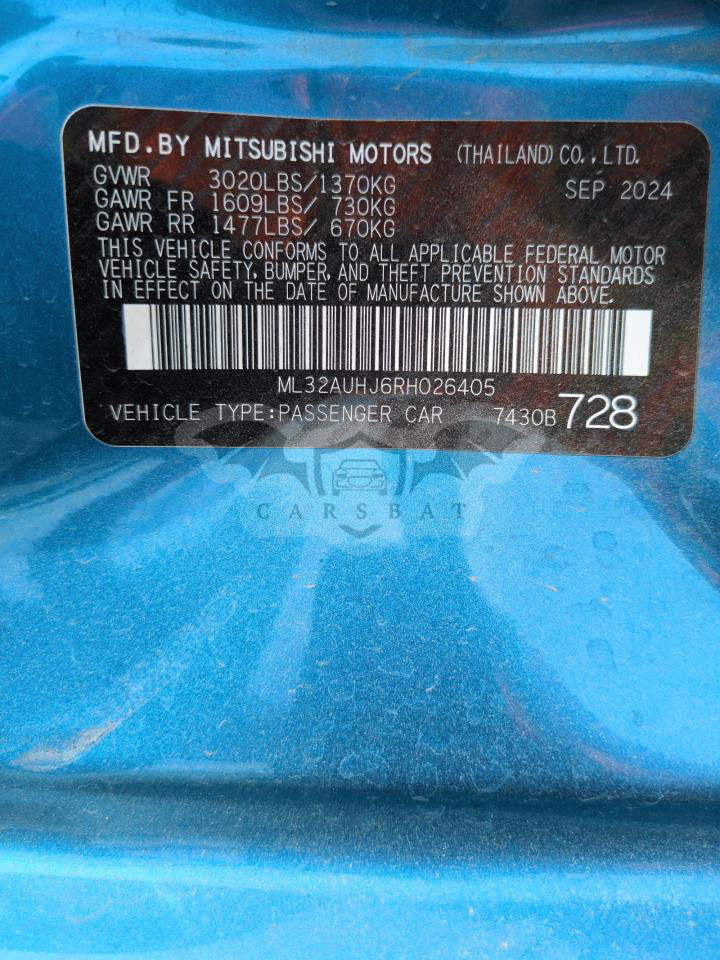 MFD.BY MITSUBISHI MOTORS (THAILAND) CO., LTD.
GVWR 3020LBS/1370KG SEP 2024
GAWR FR 1609LBS/ 730KG
GAWR RR 1477LBS/ 670KG
THIS VEHICLE CONFORMS TO ALL APPLICABLE FEDERAL MOTOR
VEHICLE SAFETY, BUMPER, AND THEFT PREVENTION STANDARDS
IN EFFECT ON THE DATE OF MANUFACTURE SHOWN ABOVE.
ML32AUHJ6RH026405
VEHICLE TYPE:PASSENGER CAR 7430B 728
CARSBAT